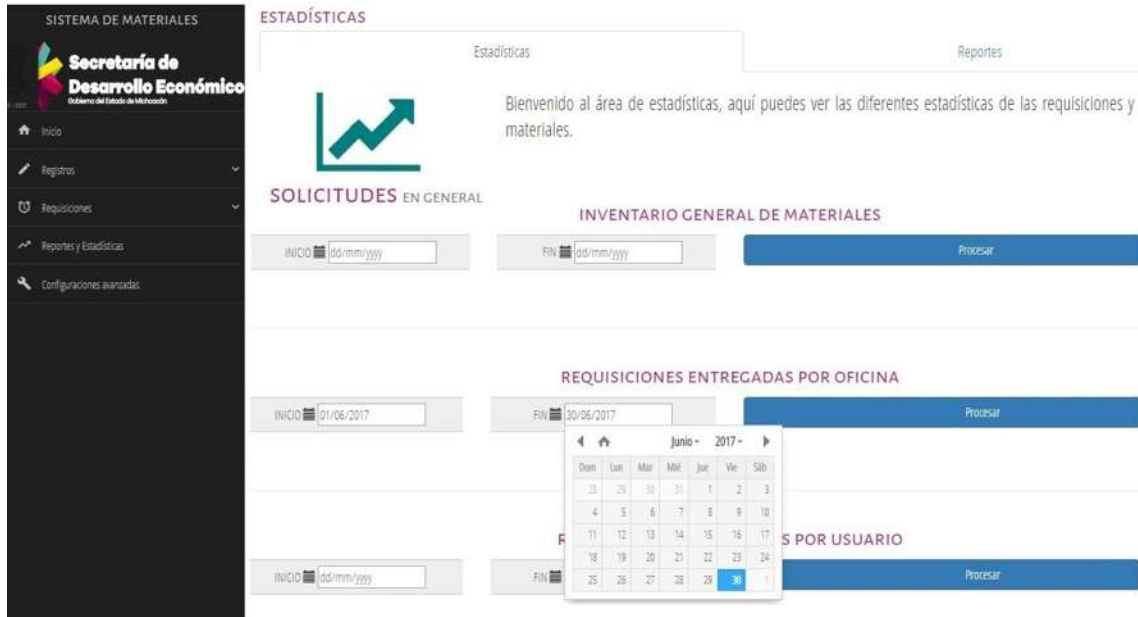 SISTEMA DE MATERIALES
Secretaría de
Desarrollo Económico
Gobierno del Estado de Michoacán
Inicio
Registros
Requisiciones
Reportes y Estadísticas
Configuraciones avanzadas
ESTADÍSTICAS
Estadísticas Reportes
Bienvenido al área de estadísticas, aquí puedes ver las diferentes estadísticas de las requisiciones y
materiales.
SOLICITUDES EN GENERAL
INVENTARIO GENERAL DE MATERIALES
INICIO dd/mm/yyyy FIN dd/mm/yyyy Procesar
REQUISICIONES ENTREGADAS POR OFICINA
INICIO 01/06/2017 FIN 30/06/2017 Procesar
Junio 2017
Dom Lun Mar Mié Jue Vie Sáb
28 29 30 31 1 2 3
4 5 6 7 8 9 10
11 12 13 14 15 16 17
18 19 20 21 22 23 24
25 26 27 28 29 30 1
S POR USUARIO
INICIO dd/mm/yyyy FIN Procesar